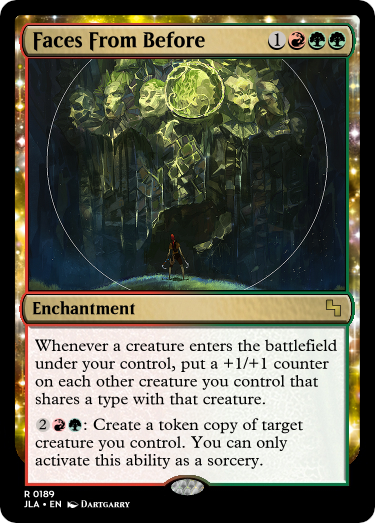 Faces From Before 1
Enchantment
Whenever a creature enters the battlefield
under your control, put a +1/+1 counter
on each other creature you control that
shares a type with that creature.
2 : Create a token copy of target
creature you control. You can only
activate this ability as a sorcery.
R 0189
JLA • EN Dartgarry